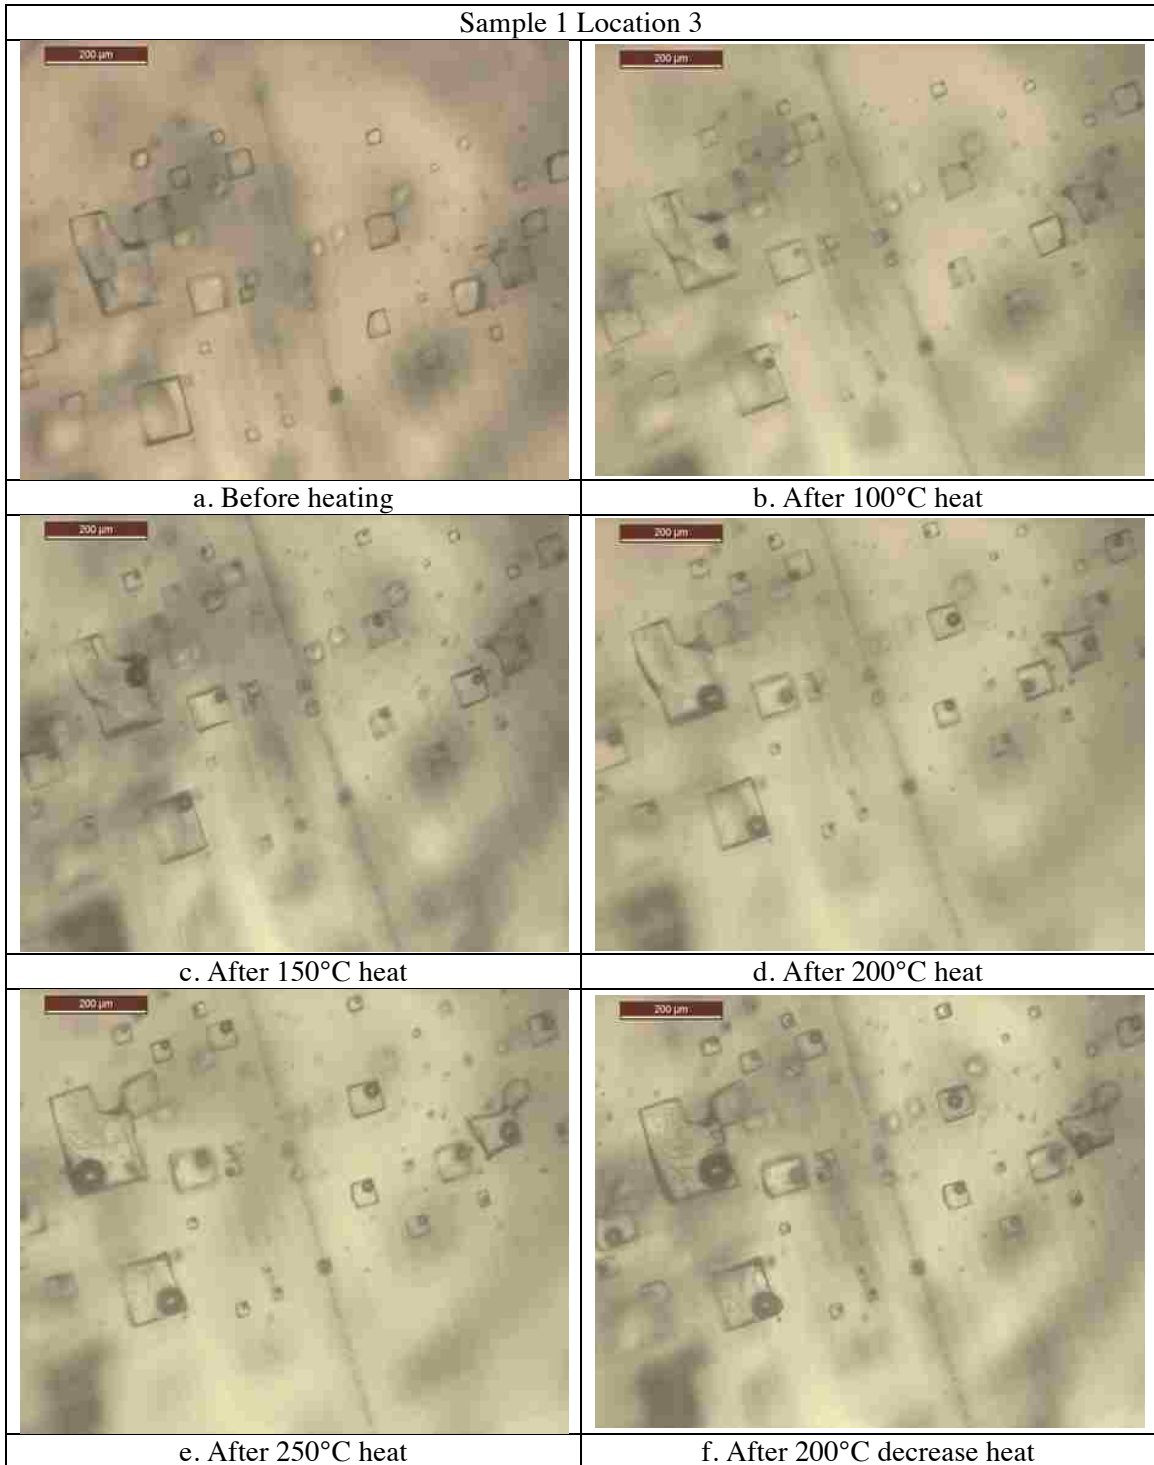 Sample 1 Location 3
200 µm
200 µm
a. Before heating
b. After 100°C heat
200 µm
200 µm
c. After 150°C heat
d. After 200°C heat
200 µm
200 µm
e. After 250°C heat
f. After 200°C decrease heat